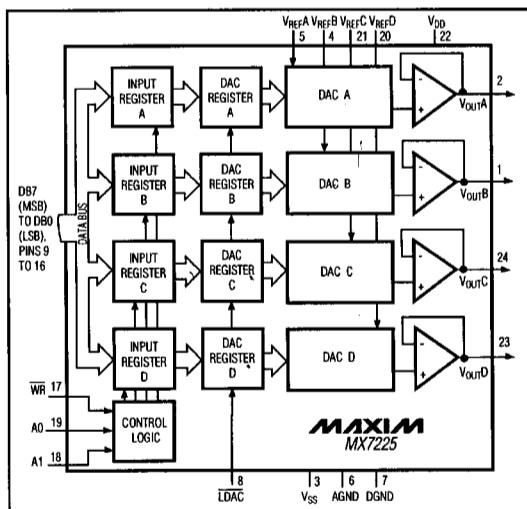 VREFA VREFB VREFC VREFD VDD
5 4 21 20 22
INPUT
REGISTER
A
DAC
REGISTER
A
DAC A
- +
2
VOUTA
INPUT
REGISTER
B
DAC
REGISTER
B
DAC B
- +
1
VOUTB
DB7
(MSB)
TO DB0
(LSB),
PINS 9
TO 16
DATA BUS
INPUT
REGISTER
C
DAC
REGISTER
C
DAC C
- +
24
VOUTC
INPUT
REGISTER
D
DAC
REGISTER
D
DAC D
- +
23
VOUTD
WR 17
A0 19
A1 18
CONTROL
LOGIC
MAXIM
MX7225
8 3 6 7
LDAC VSS AGND DGND